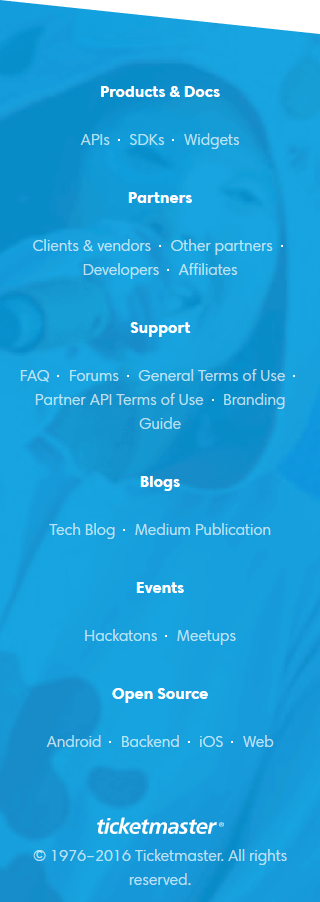 Products & Docs
APIs · SDKs · Widgets
Partners
Clients & vendors · Other partners ·
Developers · Affiliates
Support
FAQ · Forums · General Terms of Use ·
Partner API Terms of Use · Branding
Guide
Blogs
Tech Blog · Medium Publication
Events
Hackatons · Meetups
Open Source
Android · Backend · iOS · Web
ticketmaster®
© 1976–2016 Ticketmaster. All rights
reserved.